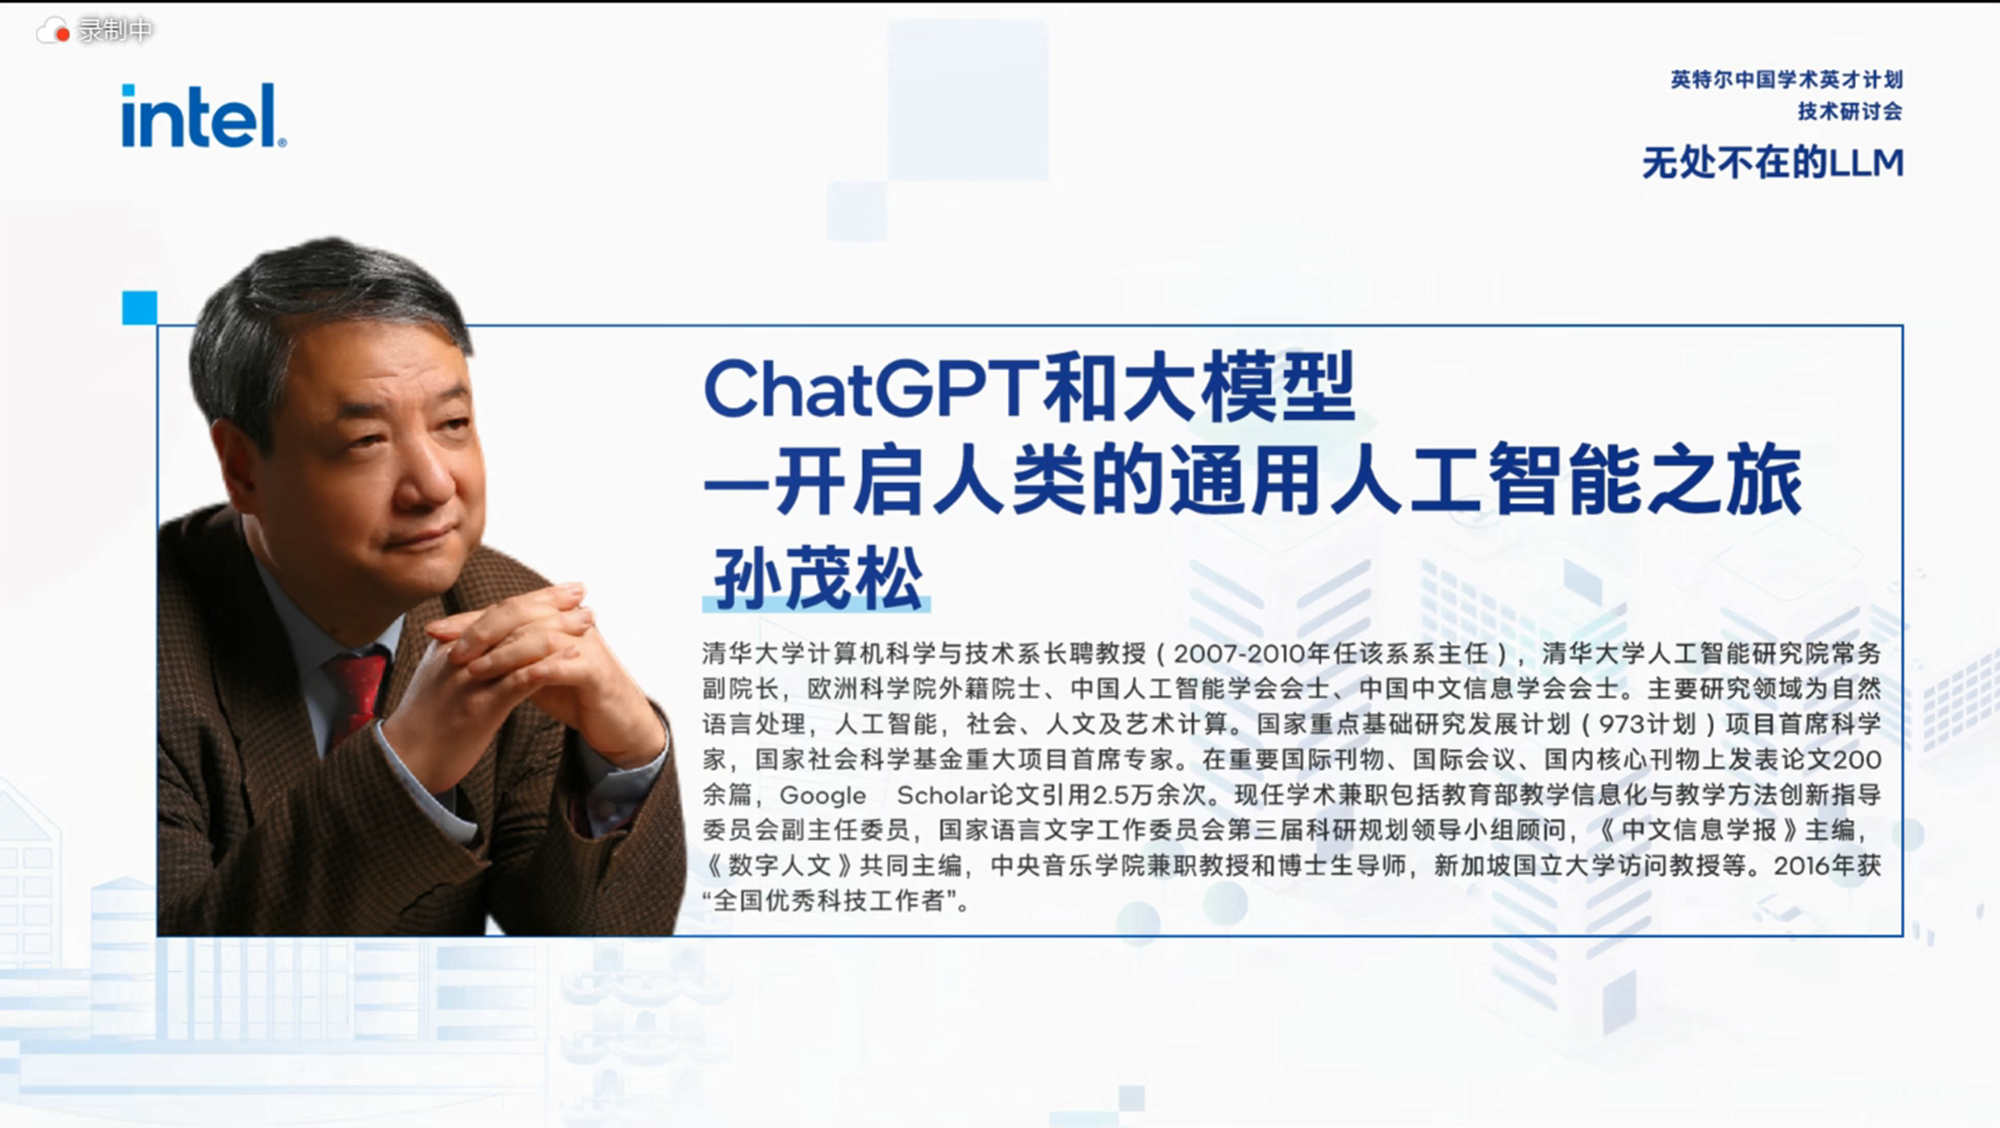 录制中
intel®
英特尔中国学术英才计划
技术研讨会
无处不在的LLM
ChatGPT和大模型
—开启人类的通用人工智能之旅
孙茂松
清华大学计算机科学与技术系长聘教授（2007-2010年任该系系主任），清华大学人工智能研究院常务
副院长，欧洲科学院外籍院士、中国人工智能学会会士、中国中文信息学会会士。主要研究领域为自然
语言处理，人工智能，社会、人文及艺术计算。国家重点基础研究发展计划（973计划）项目首席科学
家，国家社会科学基金重大项目首席专家。在重要国际刊物、国际会议、国内核心刊物上发表论文200
余篇，Google Scholar论文引用2.5万余次。现任学术兼职包括教育部教学信息化与教学方法创新指导
委员会副主任委员，国家语言文字工作委员会第三届科研规划领导小组顾问，《中文信息学报》主编，
《数字人文》共同主编，中央音乐学院兼职教授和博士生导师，新加坡国立大学访问教授等。2016年获
“全国优秀科技工作者”。